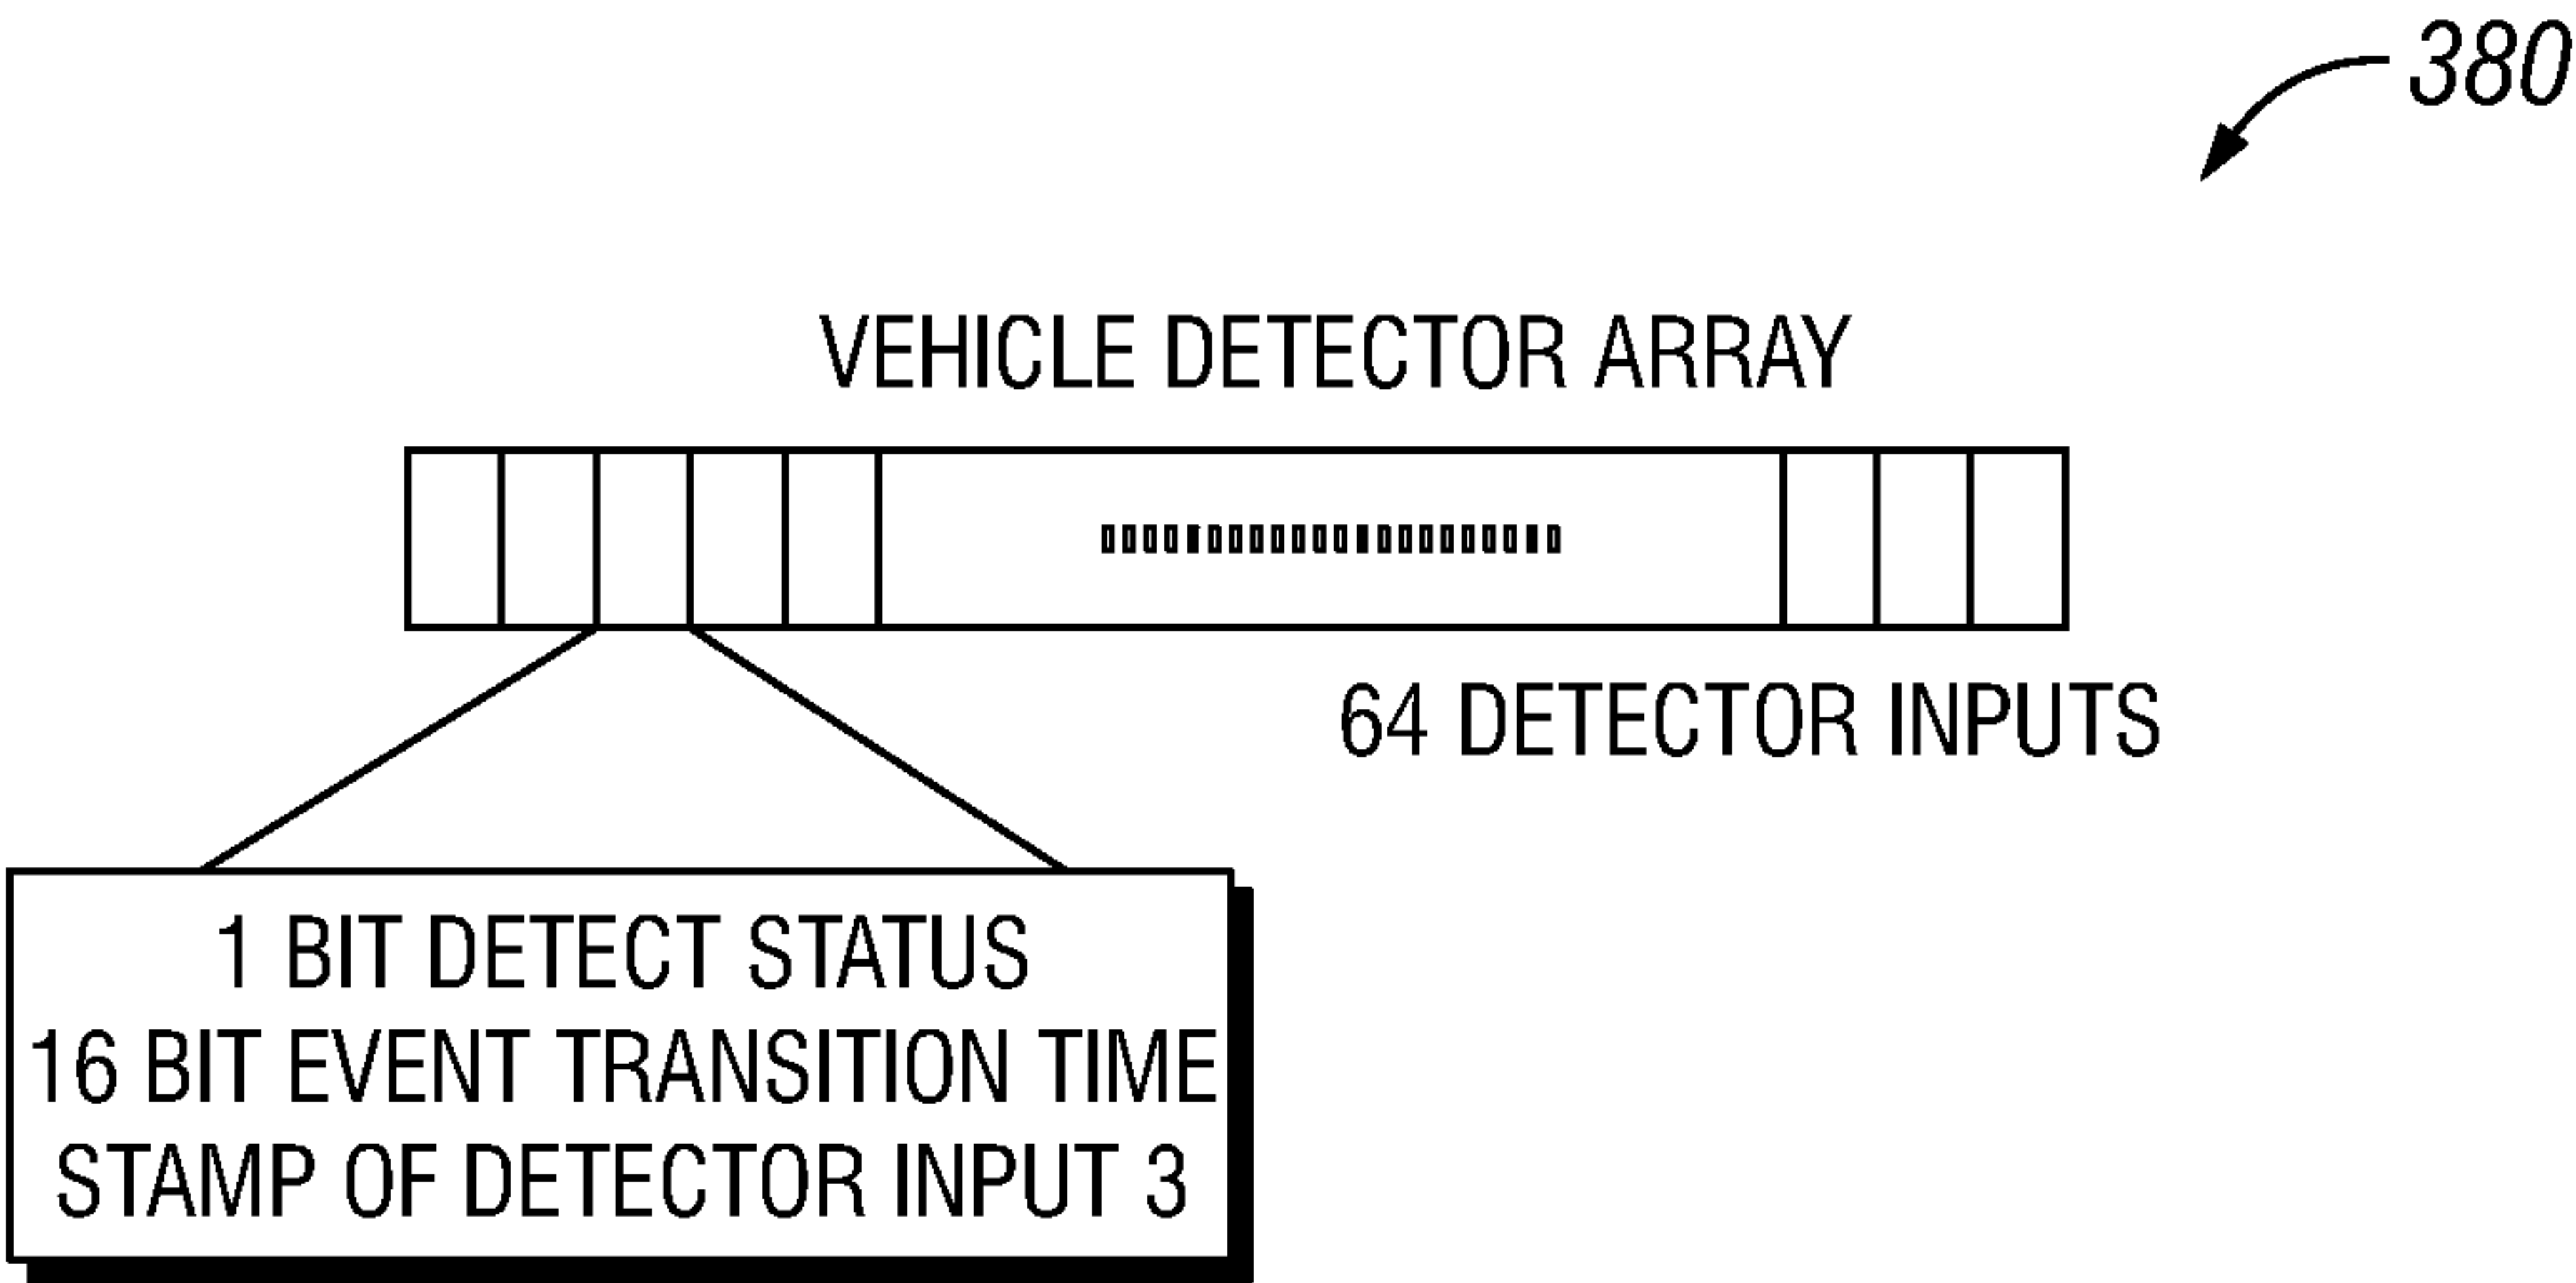 380
VEHICLE DETECTOR ARRAY
64 DETECTOR INPUTS
1 BIT DETECT STATUS
16 BIT EVENT TRANSITION TIME
STAMP OF DETECTOR INPUT 3